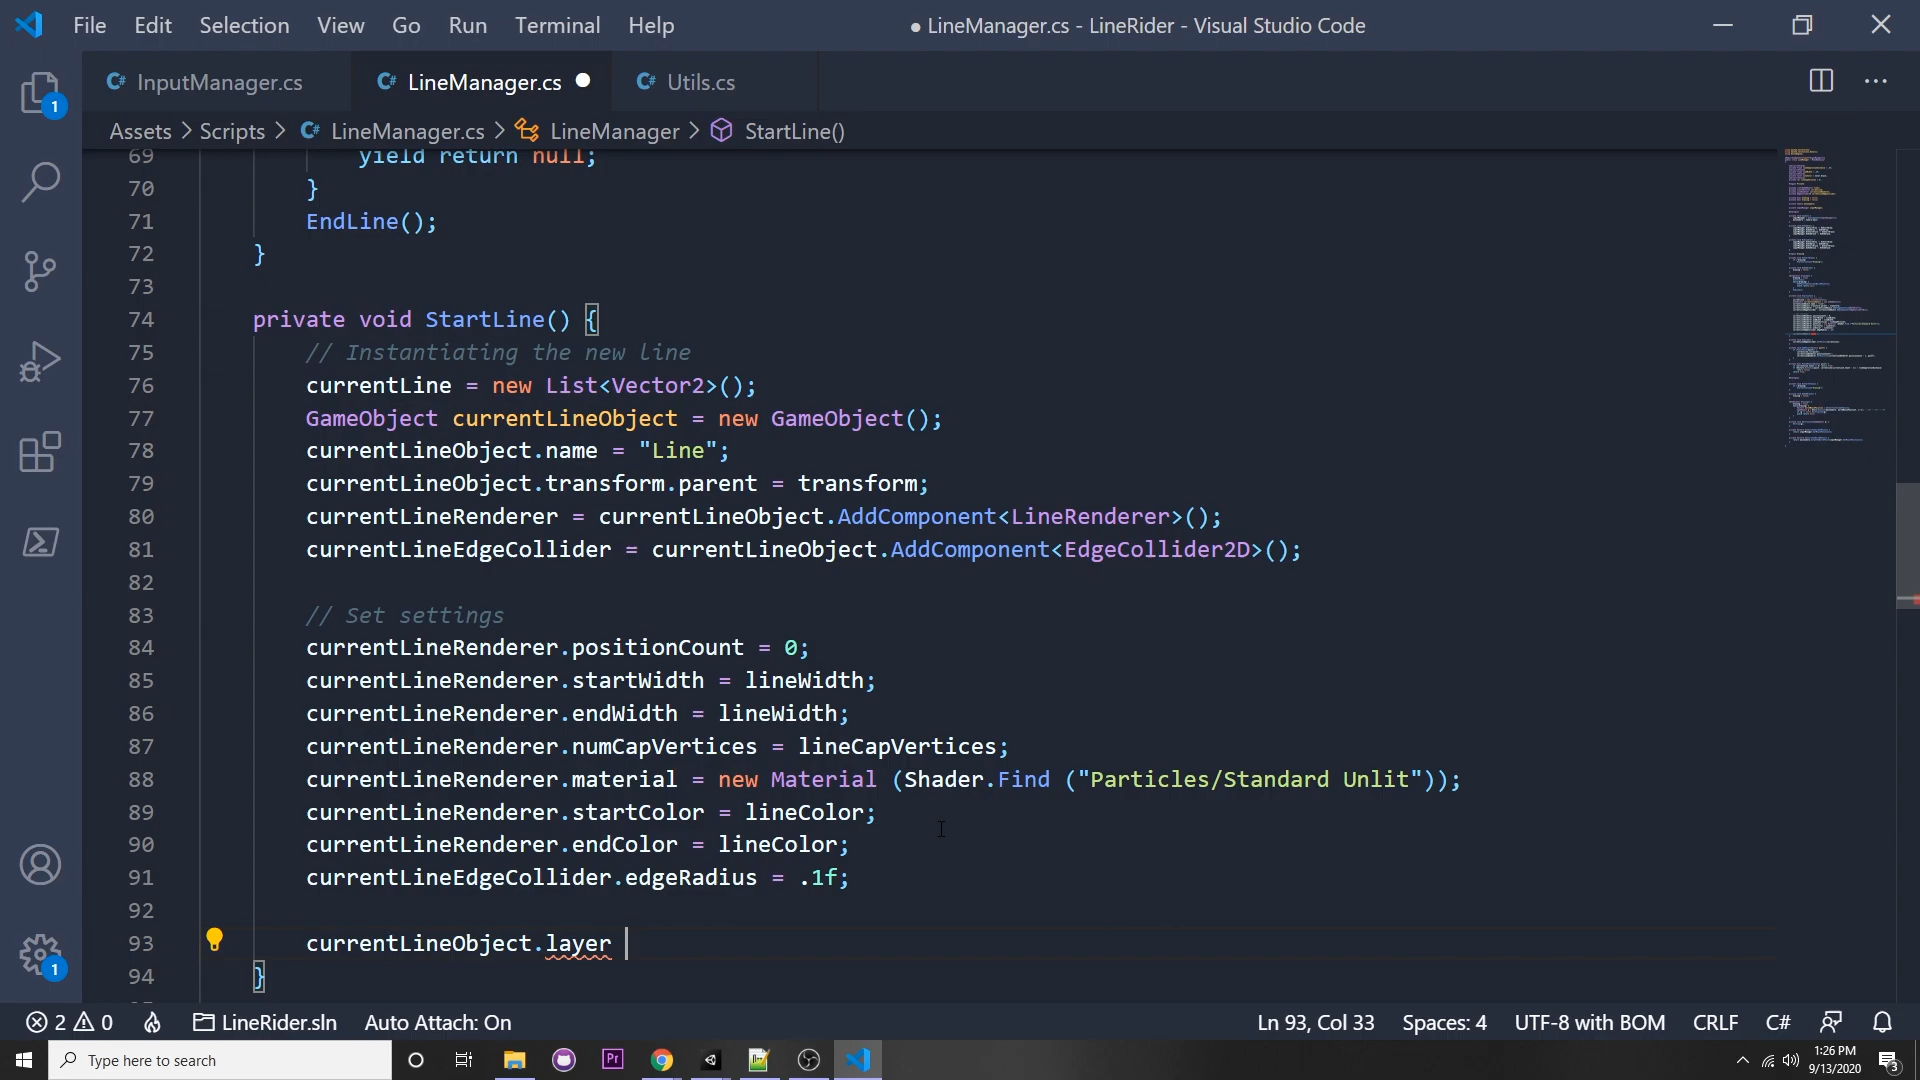 File Edit Selection View Go Run Terminal Help
● LineManager.cs - LineRider - Visual Studio Code
InputManager.cs
LineManager.cs
Utils.cs
Assets > Scripts > LineManager.cs > LineManager > StartLine()
69 yield return null;
70 }
71 EndLine();
72 }
73
74 private void StartLine() {
75 // Instantiating the new line
76 currentLine = new List<Vector2>();
77 GameObject currentLineObject = new GameObject();
78 currentLineObject.name = "Line";
79 currentLineObject.transform.parent = transform;
80 currentLineRenderer = currentLineObject.AddComponent<LineRenderer>();
81 currentLineEdgeCollider = currentLineObject.AddComponent<EdgeCollider2D>();
82
83 // Set settings
84 currentLineRenderer.positionCount = 0;
85 currentLineRenderer.startWidth = lineWidth;
86 currentLineRenderer.endWidth = lineWidth;
87 currentLineRenderer.numCapVertices = lineCapVertices;
88 currentLineRenderer.material = new Material (Shader.Find ("Particles/Standard Unlit"));
89 currentLineRenderer.startColor = lineColor;
90 currentLineRenderer.endColor = lineColor;
91 currentLineEdgeCollider.edgeRadius = .1f;
92
93 currentLineObject.layer
94 }
1
1
2 0 LineRider.sln Auto Attach: On
Ln 93, Col 33 Spaces: 4 UTF-8 with BOM CRLF C#
Type here to search
Pr
1:26 PM
9/13/2020
3